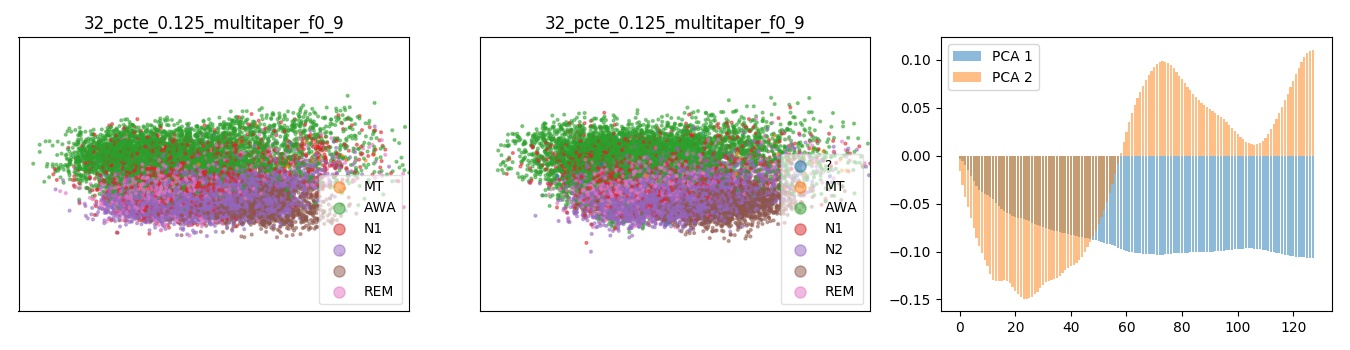 32_pcte_0.125_multitaper_f0_9
MT
AWA
N1
N2
N3
REM
32_pcte_0.125_multitaper_f0_9
?
MT
AWA
N1
N2
N3
REM
PCA 1
PCA 2
0.10
0.05
0.00
−0.05
−0.10
−0.15
0 20 40 60 80 100 120